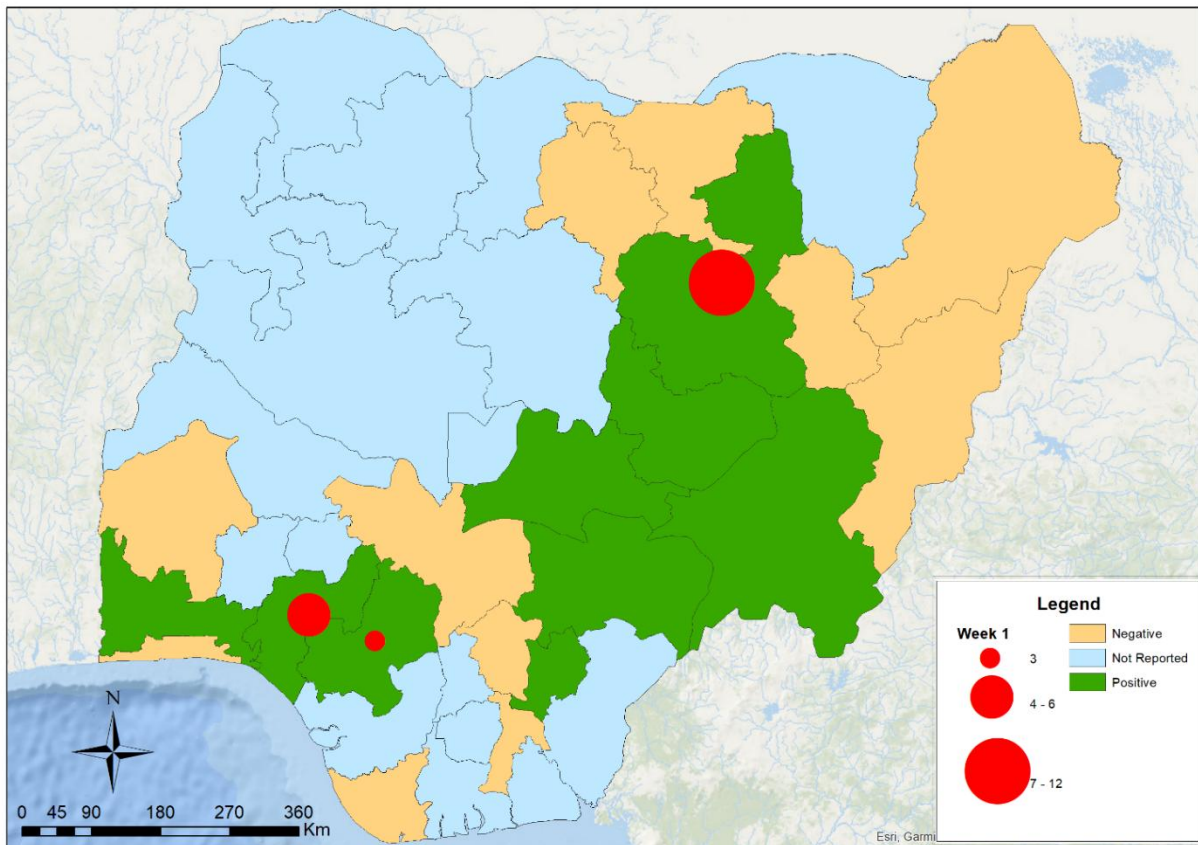 N
0 45 90 180 270 360
Km
Legend
Week 1
3
4 - 6
7 - 12
Negative
Not Reported
Positive
Esri, Garmi